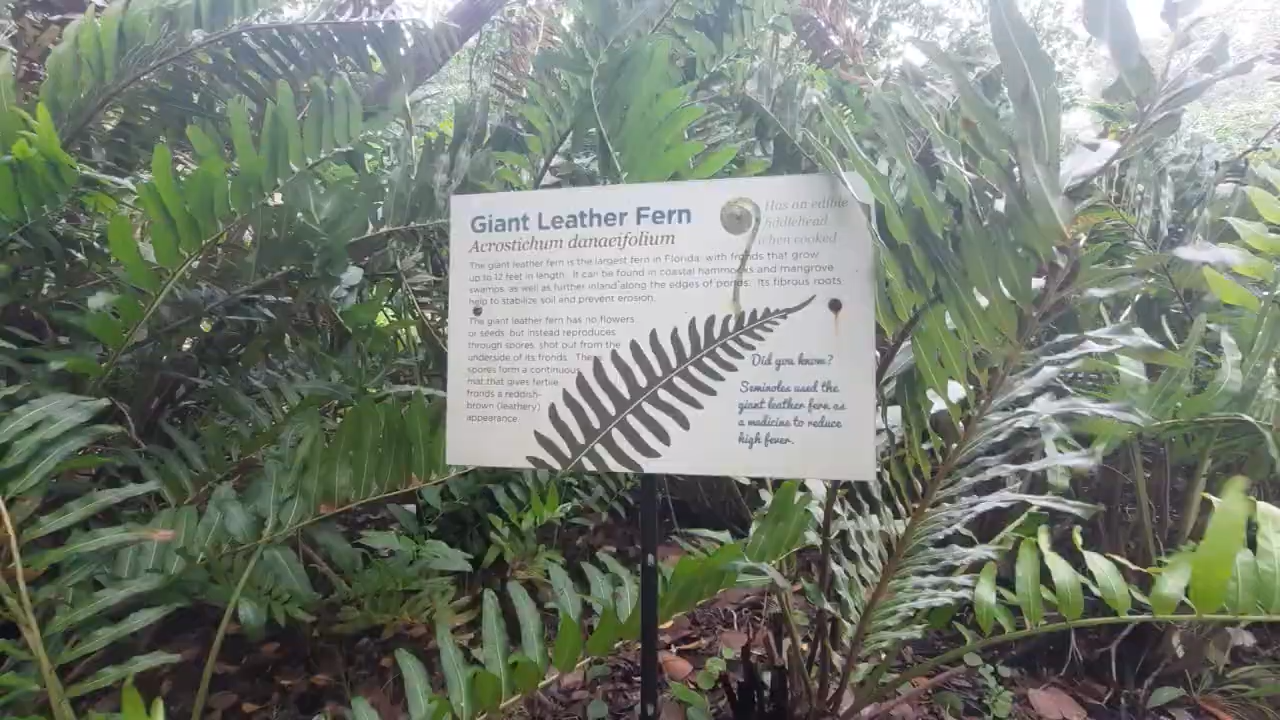 Giant Leather Fern
Acrostichum danaeifolium
Has an edible
fiddlehead
when cooked
The giant leather fern is the largest fern in Florida, with fronds that grow
up to 12 feet in length. It can be found in coastal hammocks and mangrove
swamps, as well as further inland along the edges of ponds. Its fibrous roots
help to stabilize soil and prevent erosion.
The giant leather fern has no flowers
or seeds, but instead reproduces
through spores, shot out from the
underside of its fronds. These
spores form a continuous
mat that gives fertile
fronds a reddish-
brown (leathery)
appearance.
Did you know?
Seminoles used the
giant leather fern as
a medicine to reduce
high fever.